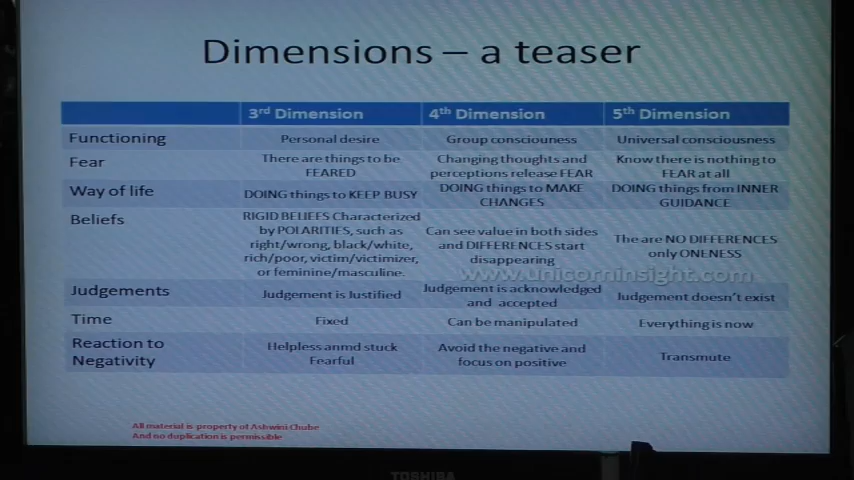 Dimensions – a teaser
3rd Dimension 4th Dimension 5th Dimension
Functioning Personal desire Group consciouness Universal consciousness
Fear
There are things to be
FEARED
Changing thoughts and
perceptions release FEAR
Know there is nothing to
FEAR at all
Way of life
DOING things to KEEP BUSY
DOING things to MAKE
CHANGES
DOING things from INNER
GUIDANCE
Beliefs
RIGID BELIEFS Characterized
by POLARITIES, such as
right/wrong, black/white,
rich/poor, victim/victimizer,
or feminine/masculine.
Can see value in both sides
and DIFFERENCES start
disappearing
The are NO DIFFERENCES
only ONENESS
www.unicorninsight.com
Judgements
Judgement is Justified
Judgement is acknowledged
and accepted
Judgement doesn't exist
Time Fixed Can be manipulated Everything is now
Reaction to
Negativity
Helpless anmd stuck
Fearful
Avoid the negative and
focus on positive
Transmute
All material is property of Ashwini Chube
And no duplication is permissible
TOSHIBA